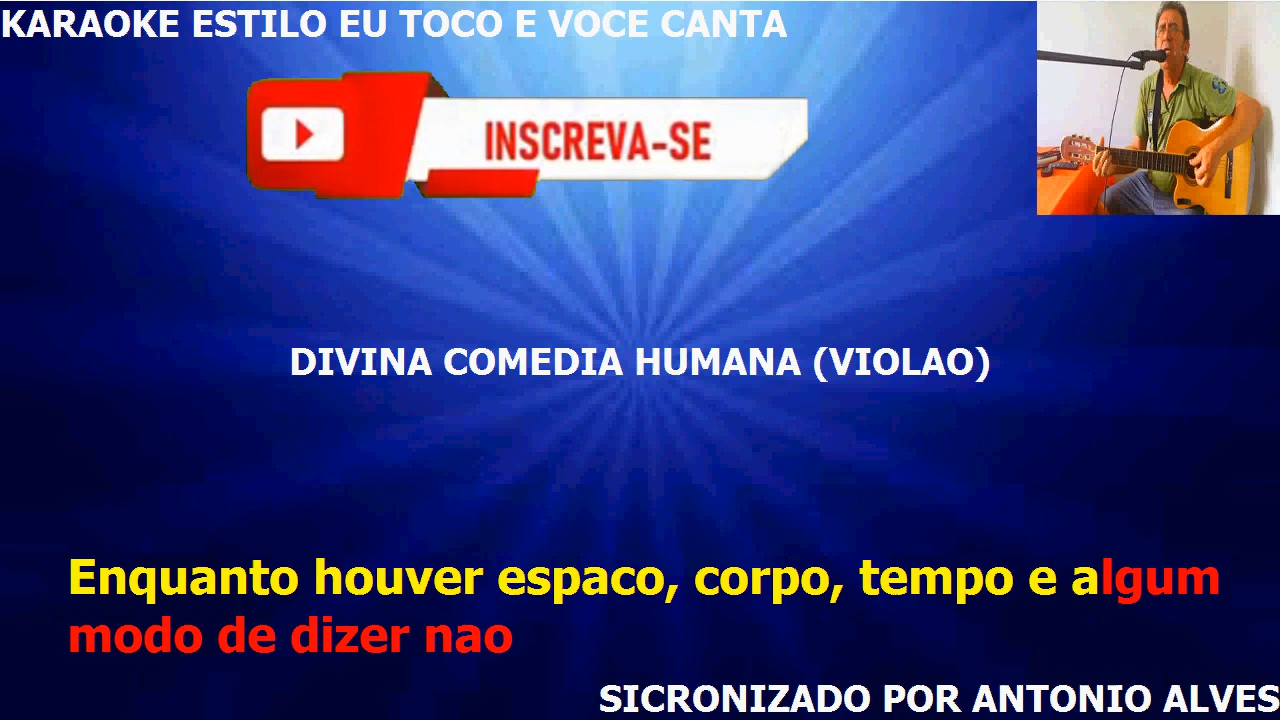 KARAOKE ESTILO EU TOCO E VOCE CANTA
INSCREVA-SE
DIVINA COMEDIA HUMANA (VIOLAO)
Enquanto houver espaco, corpo, tempo e algum
modo de dizer nao
SICRONIZADO POR ANTONIO ALVES